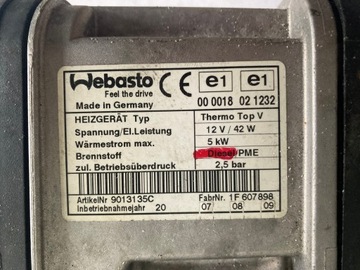 Webasto CE e1 e1
Feel the drive
Made in Germany 00 0018 02 1232
HEIZGERÄT Typ Thermo Top V
Spannung/El.Leistung 12 V / 42 W
Wärmestrom max. 5 kW
Brennstoff Diesel/PME
zul. Betriebsüberdruck 2,5 bar
ArtikelNr 9013135C FabrNr. 1F 607898
Inbetriebnahmejahr 20 07 08 09